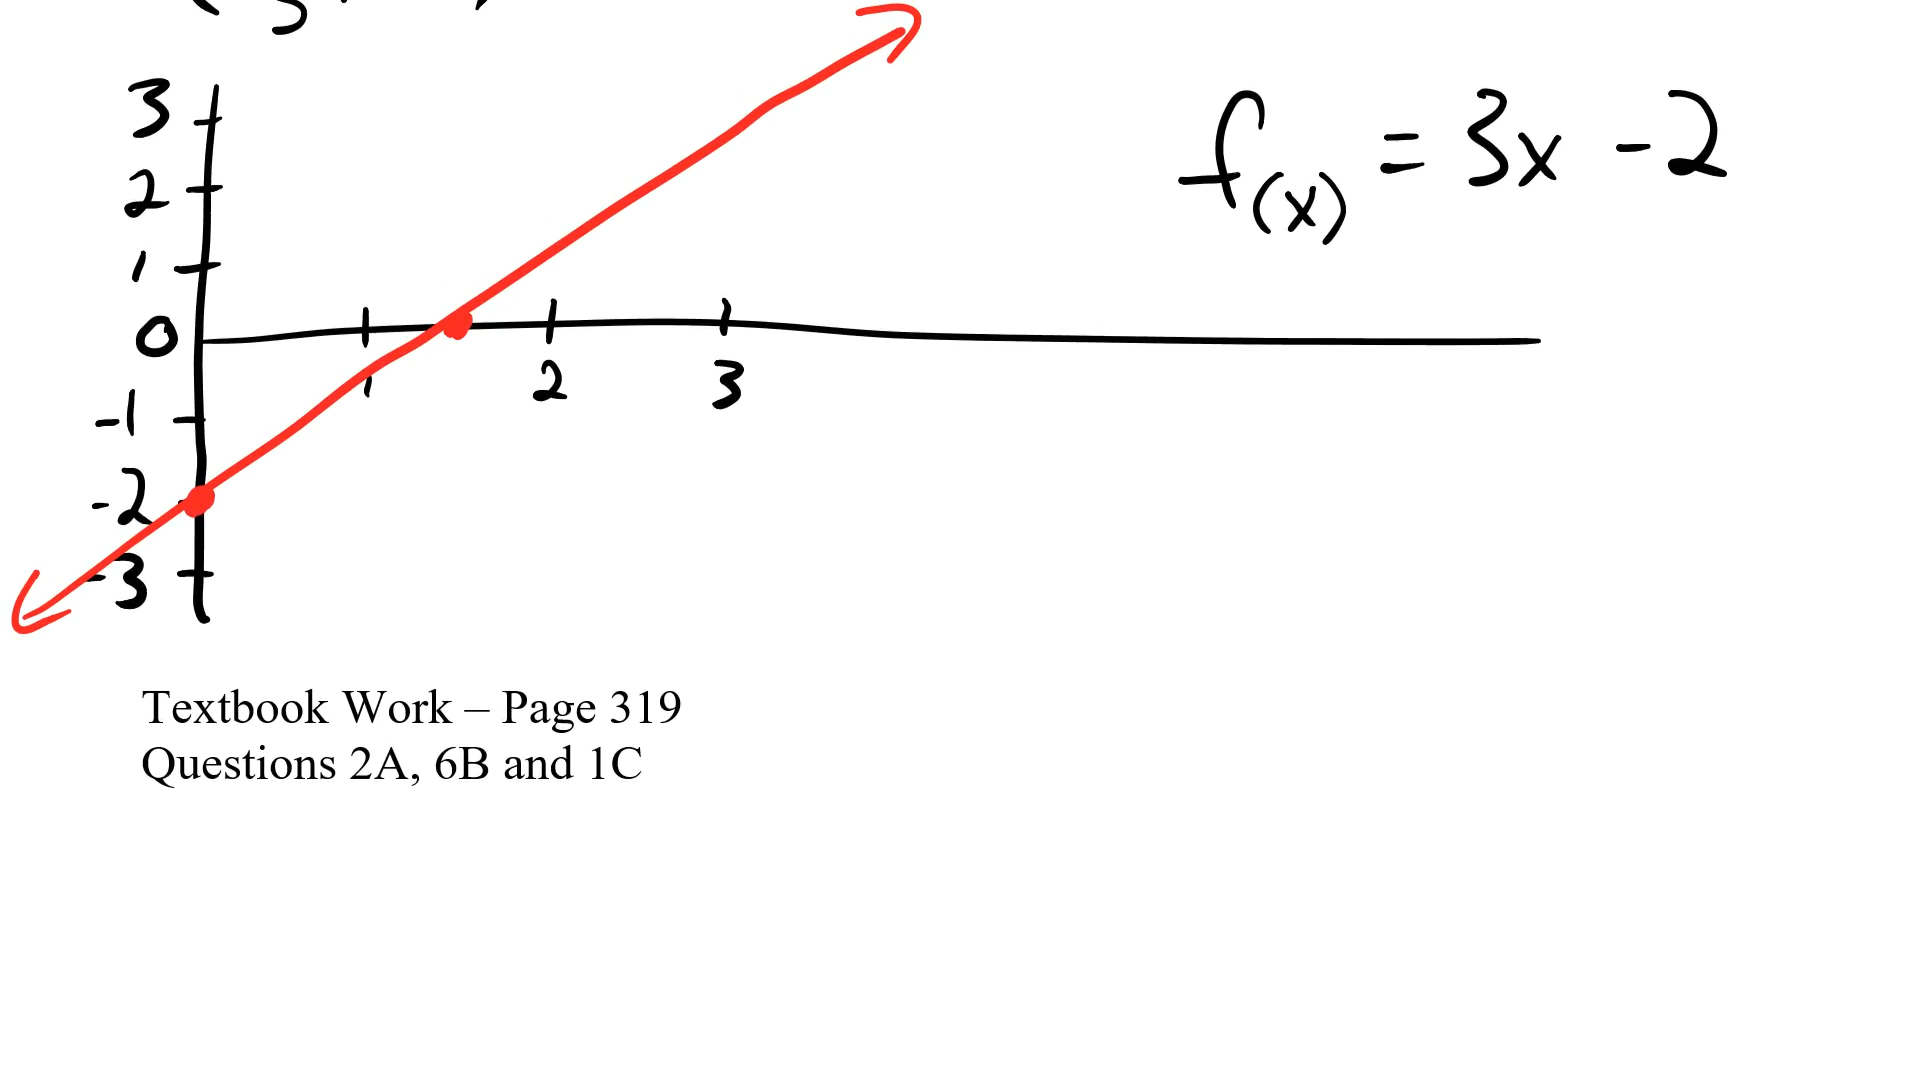 3
f(x) = 3x - 2
2
1
0
1 2 3
-1
-2
-3
Textbook Work – Page 319
Questions 2A, 6B and 1C